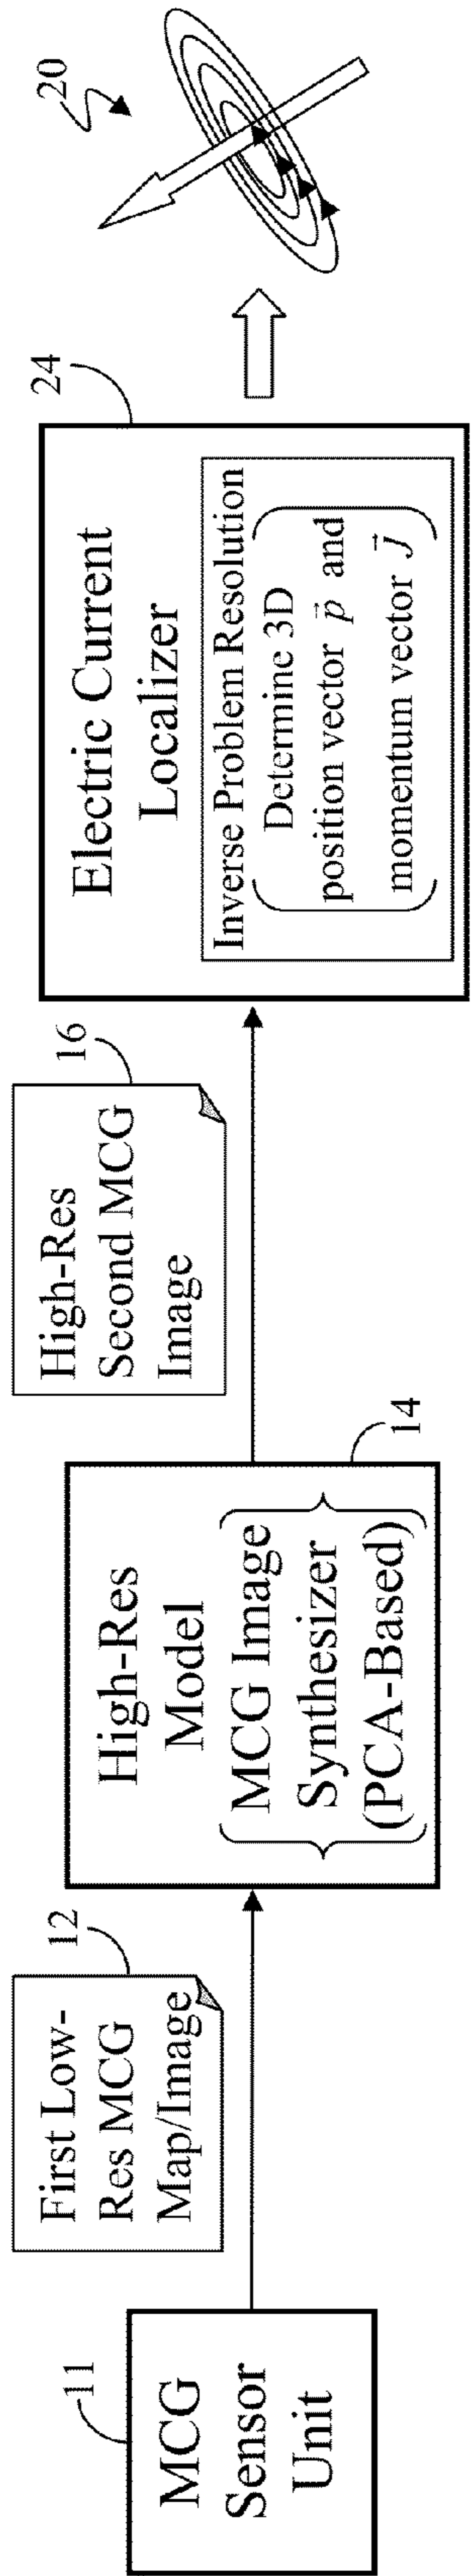 11
MCG
Sensor
Unit
12
First Low-
Res MCG
Map/Image
High-Res
Model
MCG Image
Synthesizer
(PCA-Based)
14
16
High-Res
Second MCG
Image
24
Electric Current
Localizer
Inverse Problem Resolution
Determine 3D
position vector p⃗ and
momentum vector J⃗
20